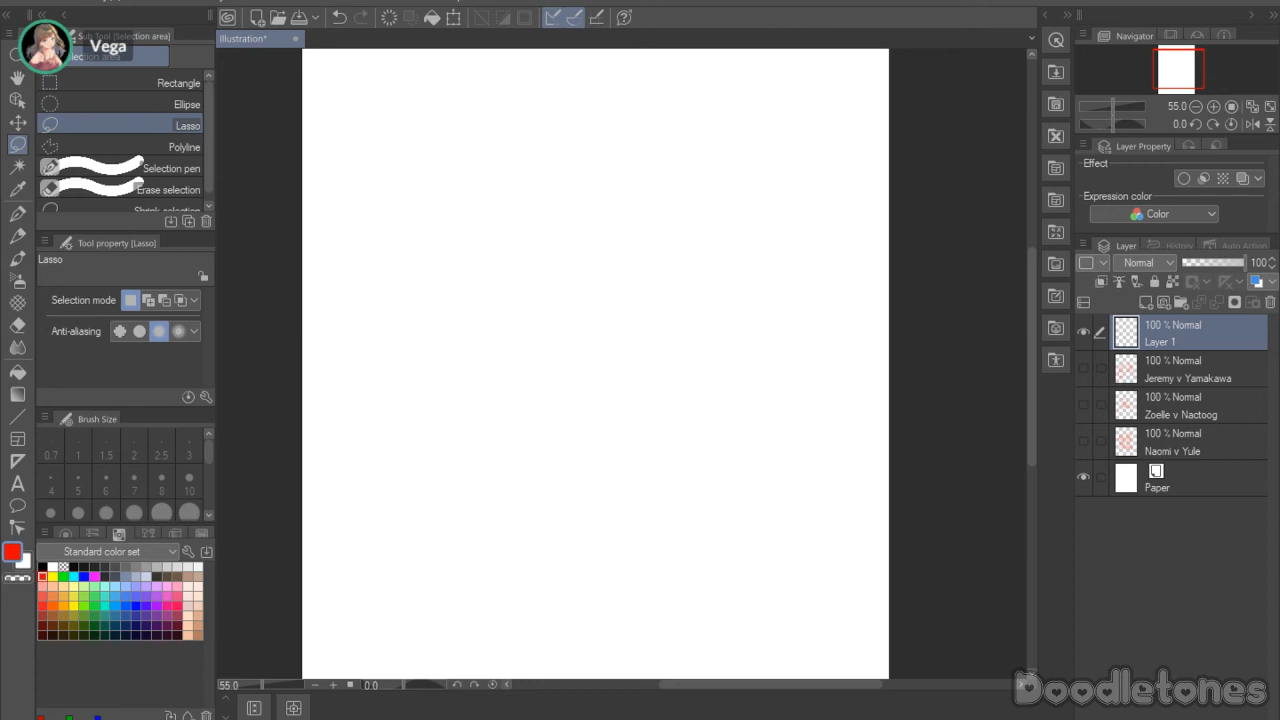 Vega
Sub Tool [Selection area]
Illustration*
Rectangle
Ellipse
Lasso
Polyline
Selection pen
Erase selection
Shrink selection
Tool property [Lasso]
Lasso
Selection mode
Anti-aliasing
Brush Size
0.7 1 1.5 2 2.5 3
4 5 6 7 8 10
Standard color set
55.0
0.0
Navigator
55.0
0.0
Layer Property
Effect
Expression color
Color
Layer History Auto Action
Normal 100
100 % Normal
Layer 1
100 % Normal
Jeremy v Yamakawa
100 % Normal
Zoelle v Nactoog
100 % Normal
Naomi v Yule
Paper
Doodletones